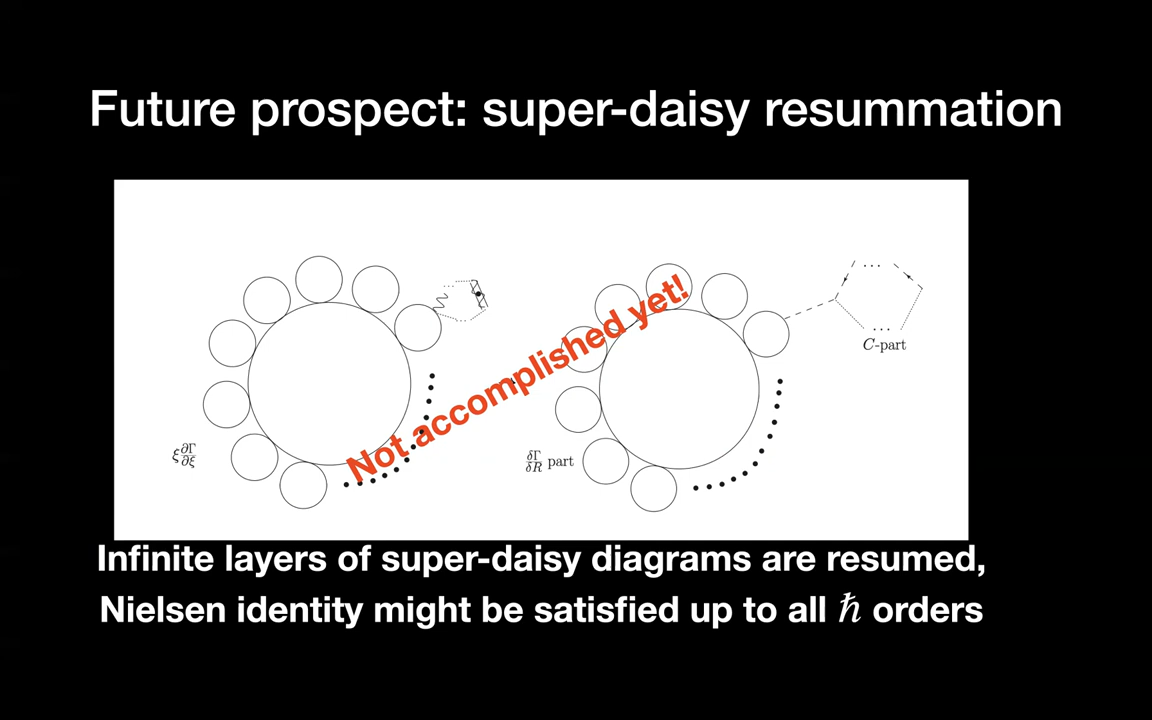 Future prospect: super-daisy resummation
Not accomplished yet!
C-part
ξ∂Γ/∂ξ
δΓ/δR part
Infinite layers of super-daisy diagrams are resumed,
Nielsen identity might be satisfied up to all ℏ orders